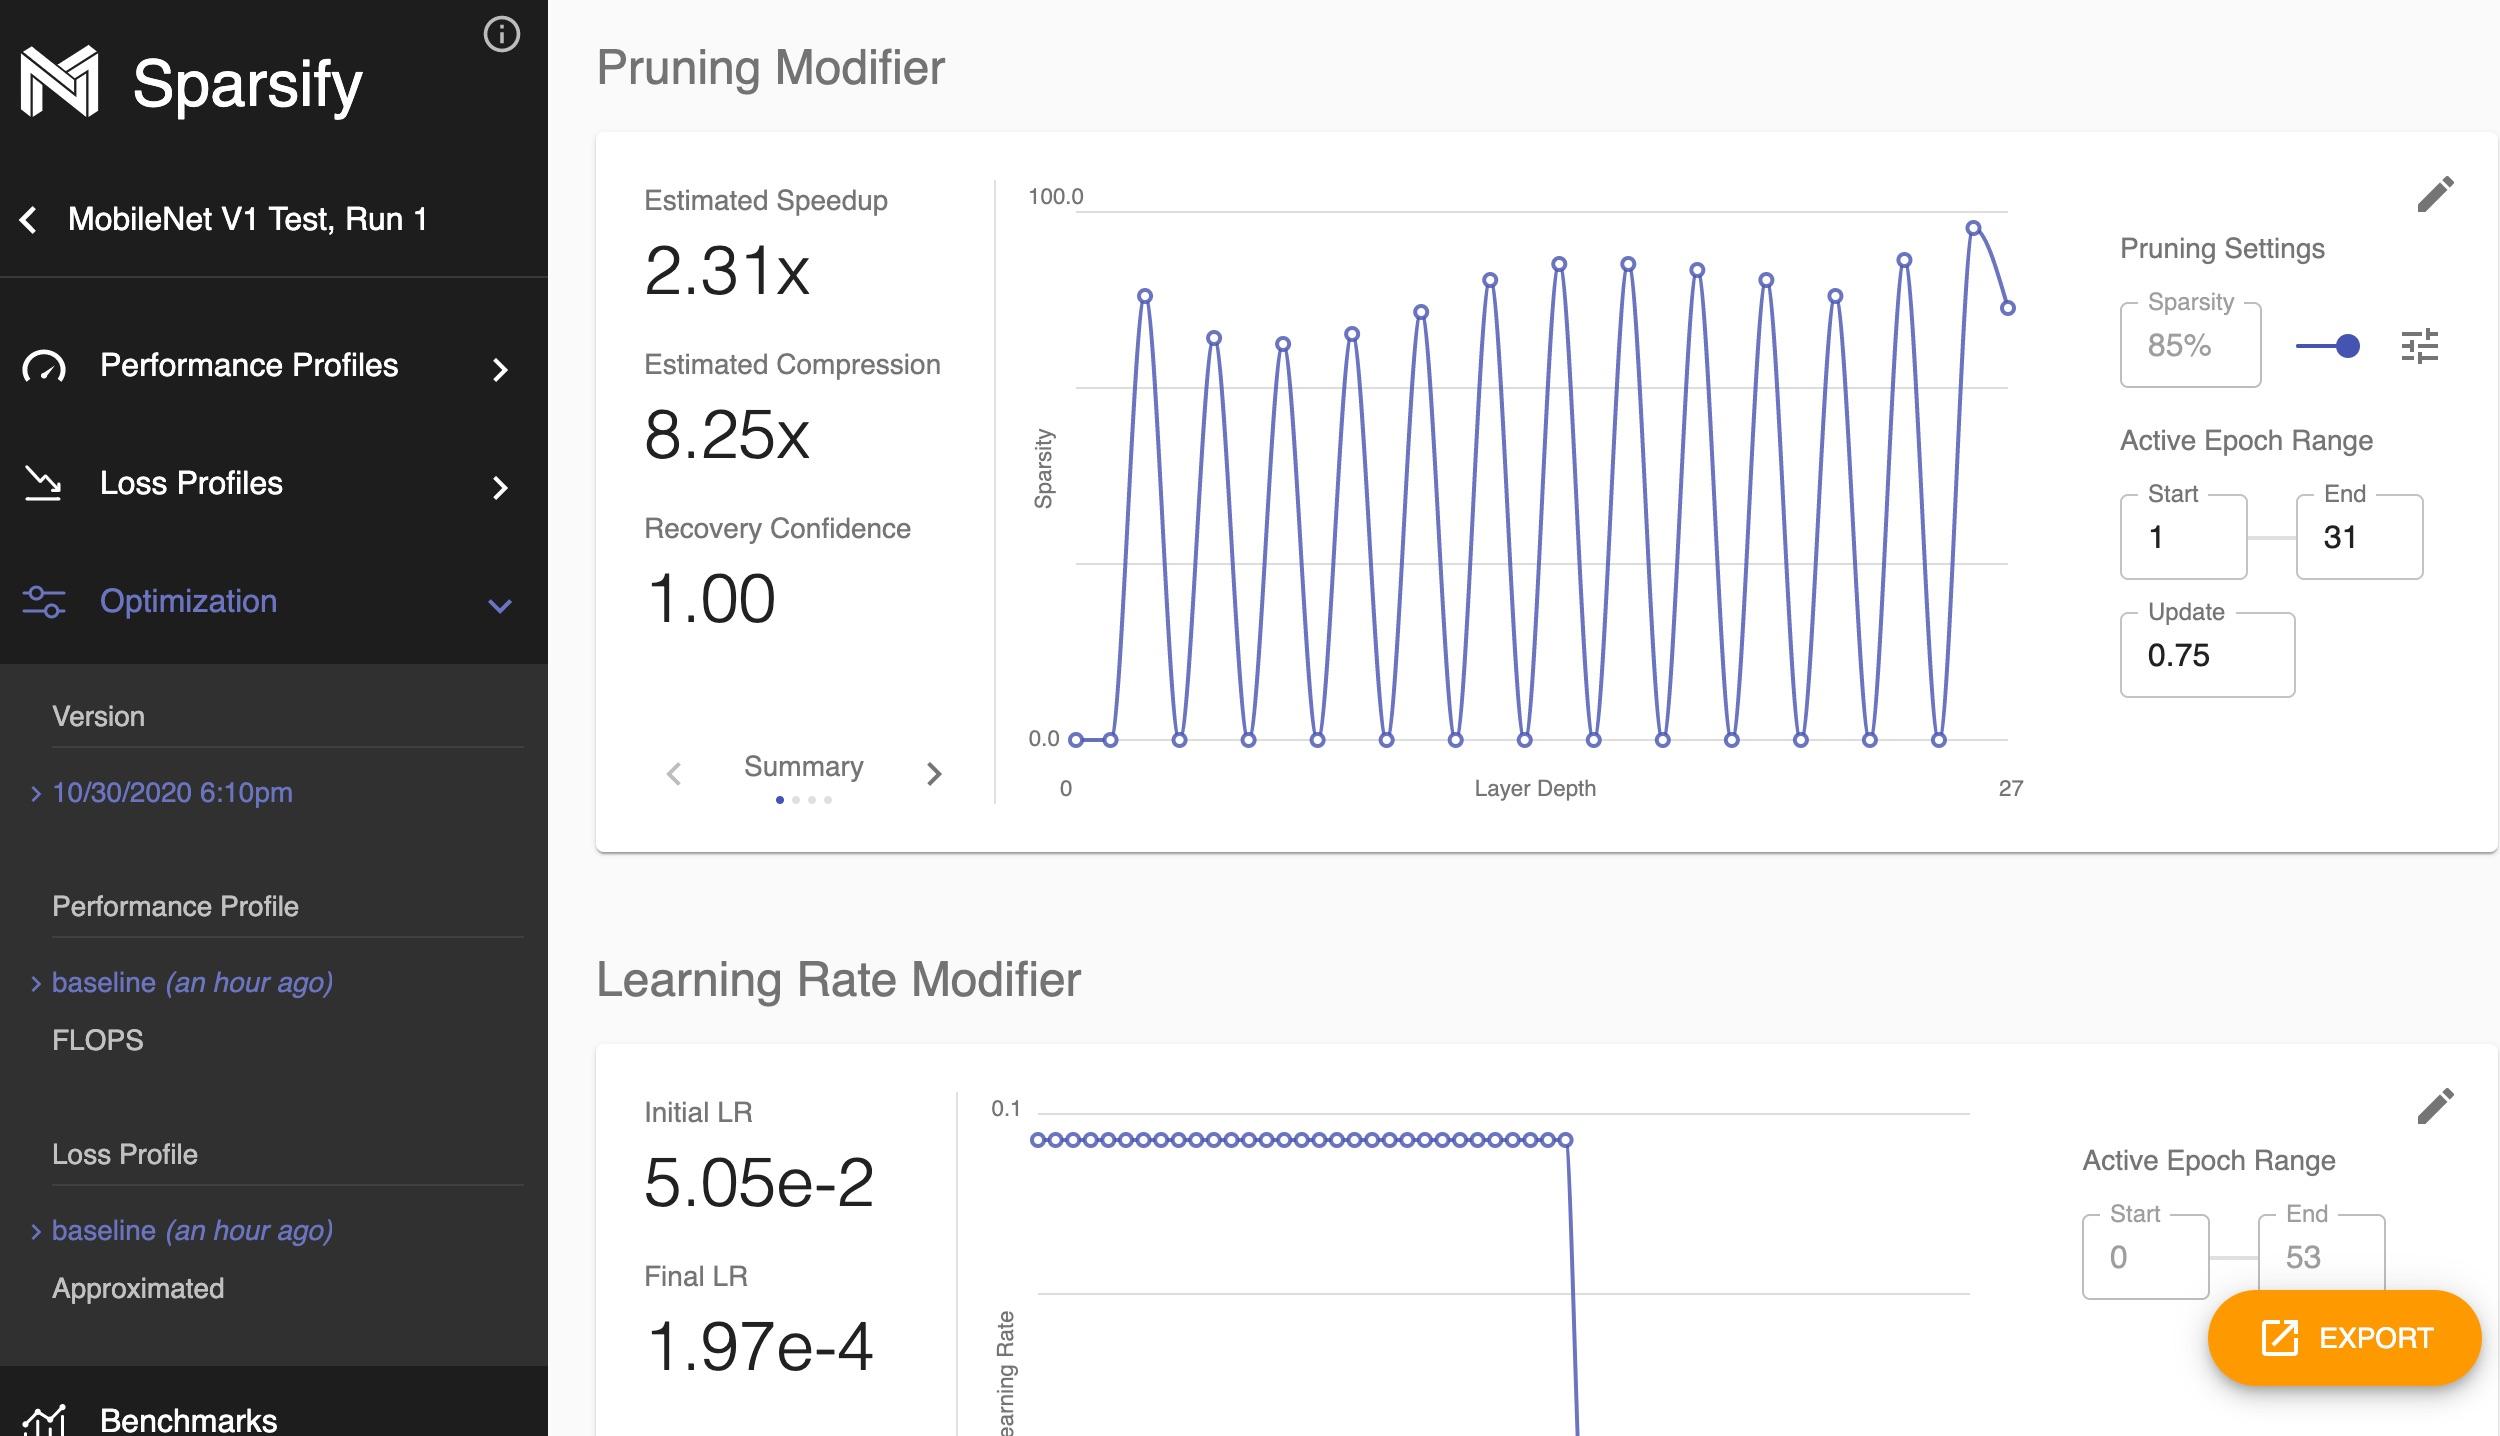 Sparsify
MobileNet V1 Test, Run 1
Performance Profiles
Loss Profiles
Optimization
Version
10/30/2020 6:10pm
Performance Profile
baseline (an hour ago)
FLOPS
Loss Profile
baseline (an hour ago)
Approximated
Benchmarks
Pruning Modifier
Estimated Speedup
2.31x
Estimated Compression
8.25x
Recovery Confidence
1.00
Summary
100.0
Sparsity
0.0
0
Layer Depth
27
Pruning Settings
Sparsity
85%
Active Epoch Range
Start
1
End
31
Update
0.75
Learning Rate Modifier
Initial LR
5.05e-2
Final LR
1.97e-4
0.1
earning Rate
Active Epoch Range
Start
0
End
53
EXPORT